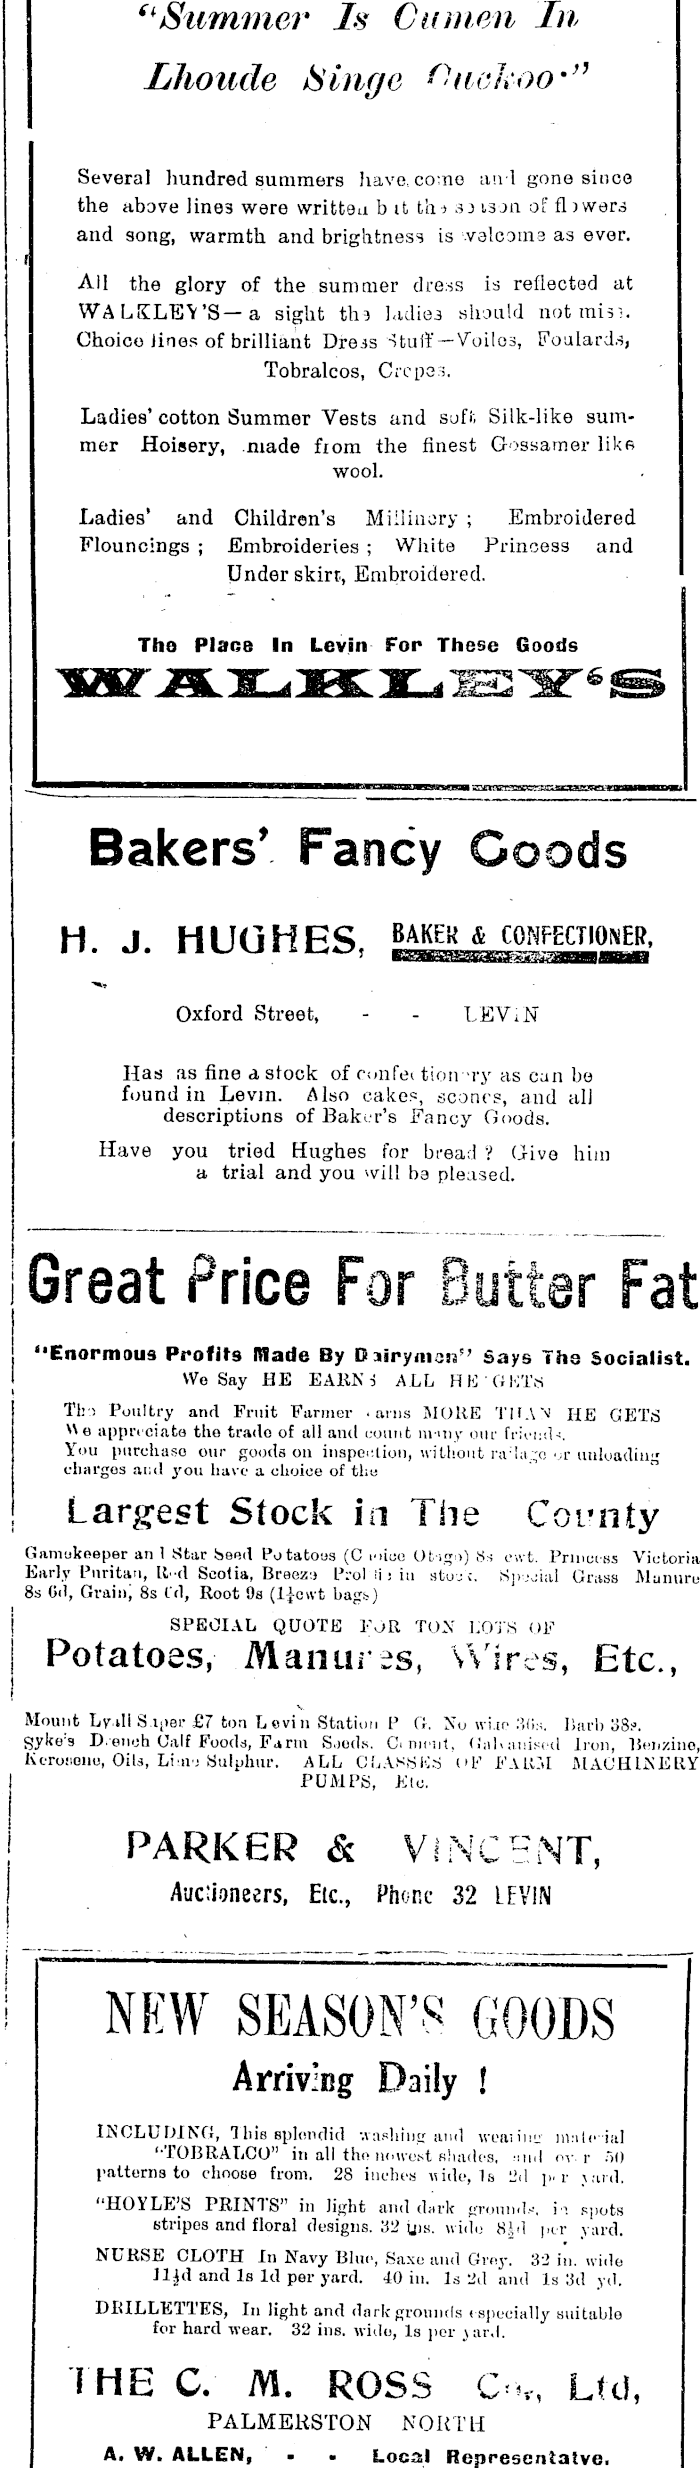 "Summer Is Cumen In
Lhoude Singe Cuckoo·"
Several hundred summers have come and gone since
the above lines were written but the season of flowers
and song, warmth and brightness is welcome as ever.
All the glory of the summer dress is reflected at
WALKLEY'S—a sight the ladies should not miss.
Choice lines of brilliant Dress Stuff—Voiles, Foulards,
Tobralcos, Crepes.
Ladies' cotton Summer Vests and soft Silk-like sum-
mer Hoisery, made from the finest Gossamer like
wool.
Ladies' and Children's Millinery; Embroidered
Flouncings; Embroideries; White Princess and
Under skirt, Embroidered.
The Place In Levin For These Goods
WALKLEY'S
Bakers' Fancy Goods
H. J. HUGHES, BAKER & CONFECTIONER,
Oxford Street, - - LEVIN
Has as fine a stock of confectionery as can be
found in Levin. Also cakes, scones, and all
descriptions of Baker's Fancy Goods.
Have you tried Hughes for bread? Give him
a trial and you will be pleased.
Great Price For Butter Fat
"Enormous Profits Made By Dairymen" Says The Socialist.
We Say HE EARNS ALL HE GETS
The Poultry and Fruit Farmer earns MORE THAN HE GETS
We appreciate the trade of all and count many our friends.
You purchase our goods on inspection, without railage or unloading
charges and you have a choice of the
Largest Stock in The County
Gamekeeper and Star Seed Potatoes (Choice Otago) 8s cwt. Princess Victoria
Early Puritan, Red Scotia, Breeze Prolific in stock. Special Grass Manure
8s 6d, Grain, 8s 6d, Root 9s (1½cwt bags)
SPECIAL QUOTE FOR TON LOTS OF
Potatoes, Manures, Wires, Etc.,
Mount Lyall Super £7 ton Levin Station P G. No wire 36s. Barb 38s.
Syke's Drench Calf Foods, Farm Seeds. Cement, Galvanised Iron, Benzine,
Kerosene, Oils, Lime Sulphur. ALL CLASSES OF FARM MACHINERY
PUMPS, Etc.
PARKER & VINCENT,
Auctioneers, Etc., Phone 32 LEVIN
NEW SEASON'S GOODS
Arriving Daily!
INCLUDING, This splendid washing and wearing material
"TOBRALCO" in all the newest shades, and over 50
patterns to choose from. 28 inches wide, 1s 2d per yard.
"HOYLE'S PRINTS" in light and dark grounds, in spots
stripes and floral designs. 32 ins. wide 8½d per yard.
NURSE CLOTH In Navy Blue, Saxe and Grey. 32 in. wide
11½d and 1s 1d per yard. 40 in. 1s 2d and 1s 3d yd.
DRILLETTES, In light and dark grounds especially suitable
for hard wear. 32 ins. wide, 1s per yard.
THE C. M. ROSS Co., Ltd,
PALMERSTON NORTH
A. W. ALLEN, - - Local Representatve.